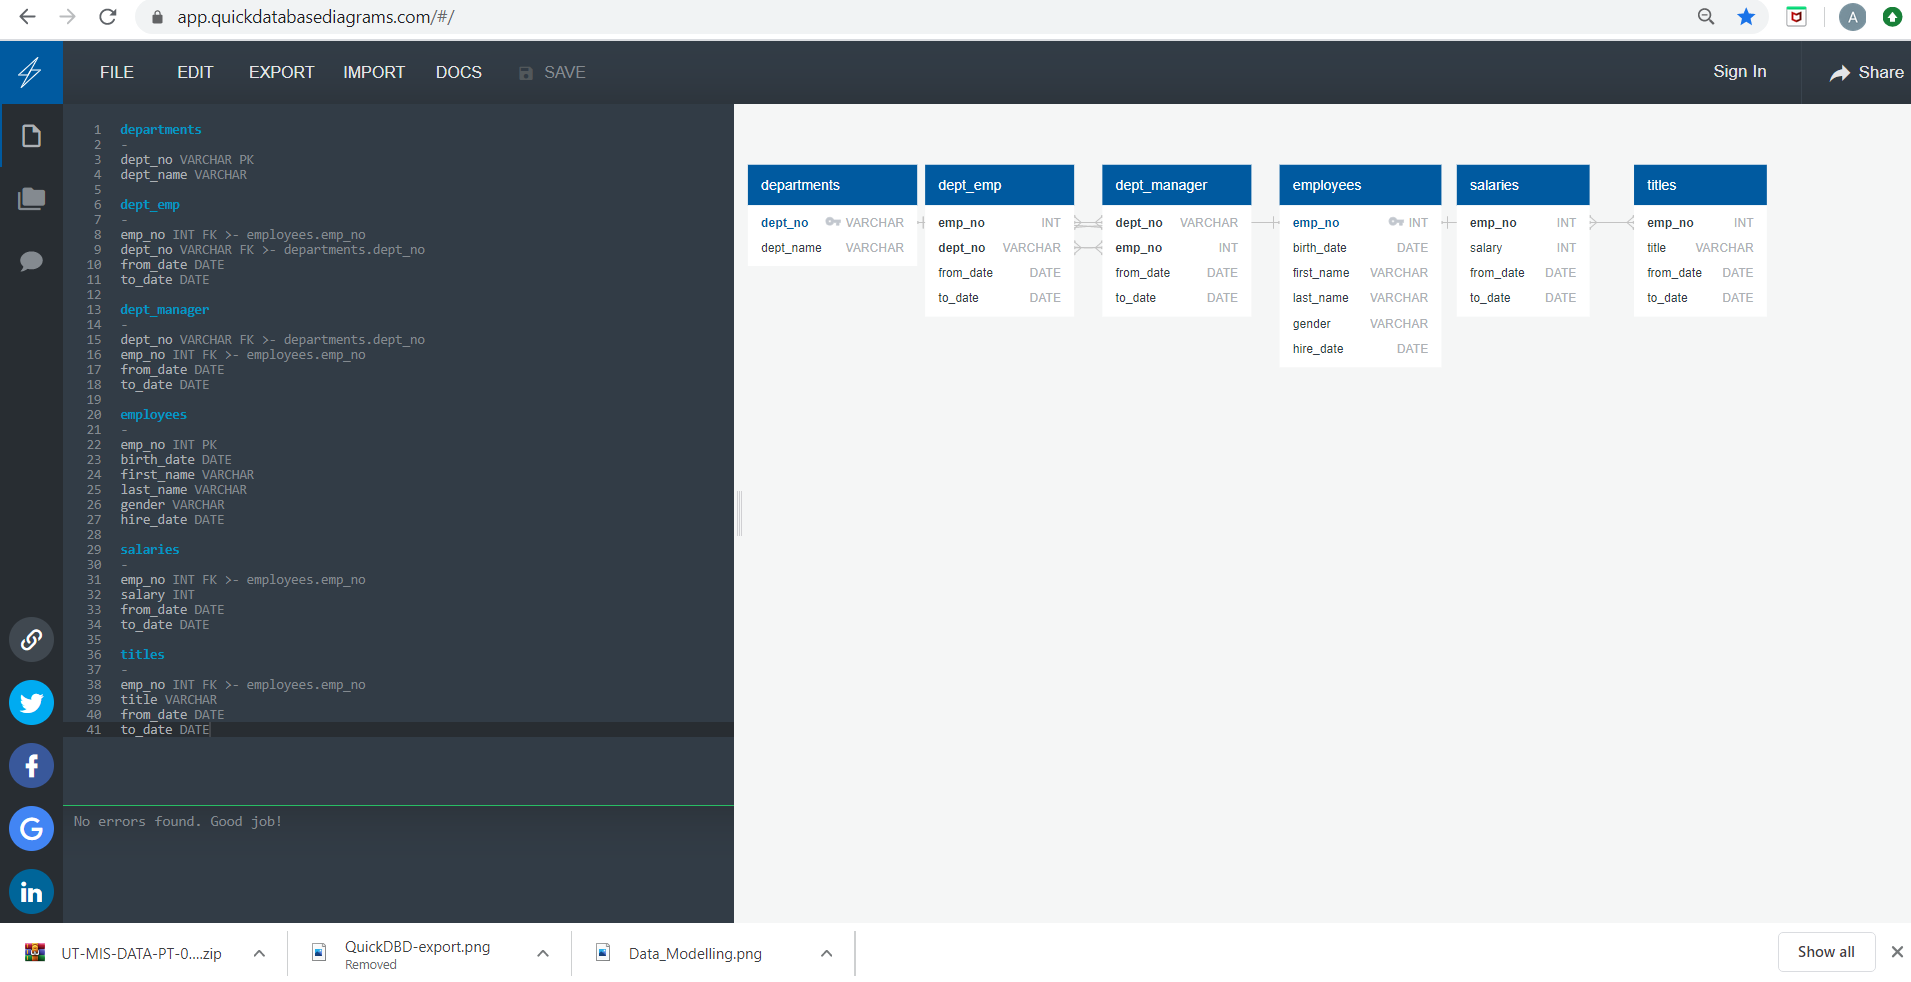 app.quickdatabasediagrams.com/#/
A
FILE EDIT EXPORT IMPORT DOCS SAVE Sign In Share
1 departments
2 -
3 dept_no VARCHAR PK
4 dept_name VARCHAR
5
6 dept_emp
7 -
8 emp_no INT FK >- employees.emp_no
9 dept_no VARCHAR FK >- departments.dept_no
10 from_date DATE
11 to_date DATE
12
13 dept_manager
14 -
15 dept_no VARCHAR FK >- departments.dept_no
16 emp_no INT FK >- employees.emp_no
17 from_date DATE
18 to_date DATE
19
20 employees
21 -
22 emp_no INT PK
23 birth_date DATE
24 first_name VARCHAR
25 last_name VARCHAR
26 gender VARCHAR
27 hire_date DATE
28
29 salaries
30 -
31 emp_no INT FK >- employees.emp_no
32 salary INT
33 from_date DATE
34 to_date DATE
35
36 titles
37 -
38 emp_no INT FK >- employees.emp_no
39 title VARCHAR
40 from_date DATE
41 to_date DATE
No errors found. Good job!
departments
dept_no VARCHAR
dept_name VARCHAR
dept_emp
emp_no INT
dept_no VARCHAR
from_date DATE
to_date DATE
dept_manager
dept_no VARCHAR
emp_no INT
from_date DATE
to_date DATE
employees
emp_no INT
birth_date DATE
first_name VARCHAR
last_name VARCHAR
gender VARCHAR
hire_date DATE
salaries
emp_no INT
salary INT
from_date DATE
to_date DATE
titles
emp_no INT
title VARCHAR
from_date DATE
to_date DATE
f
G
in
UT-MIS-DATA-PT-0....zip
QuickDBD-export.png
Removed
Data_Modelling.png
Show all